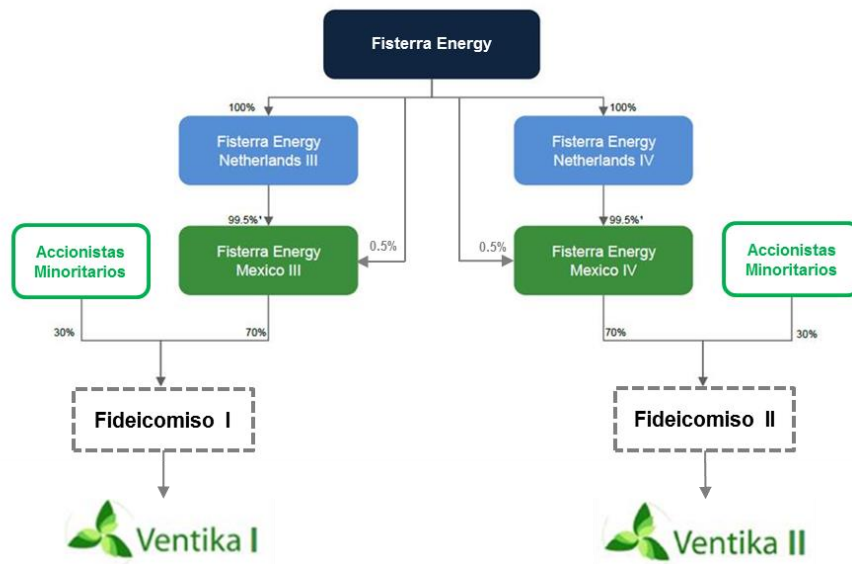 Fisterra Energy
100%
100%
Fisterra Energy
Netherlands III
Fisterra Energy
Netherlands IV
99.5%'
99.5%'
Accionistas
Minoritarios
Fisterra Energy
Mexico III
0.5%
0.5%
Fisterra Energy
Mexico IV
Accionistas
Minoritarios
30%
70%
70%
30%
Fideicomiso I
Fideicomiso II
Ventika I
Ventika II